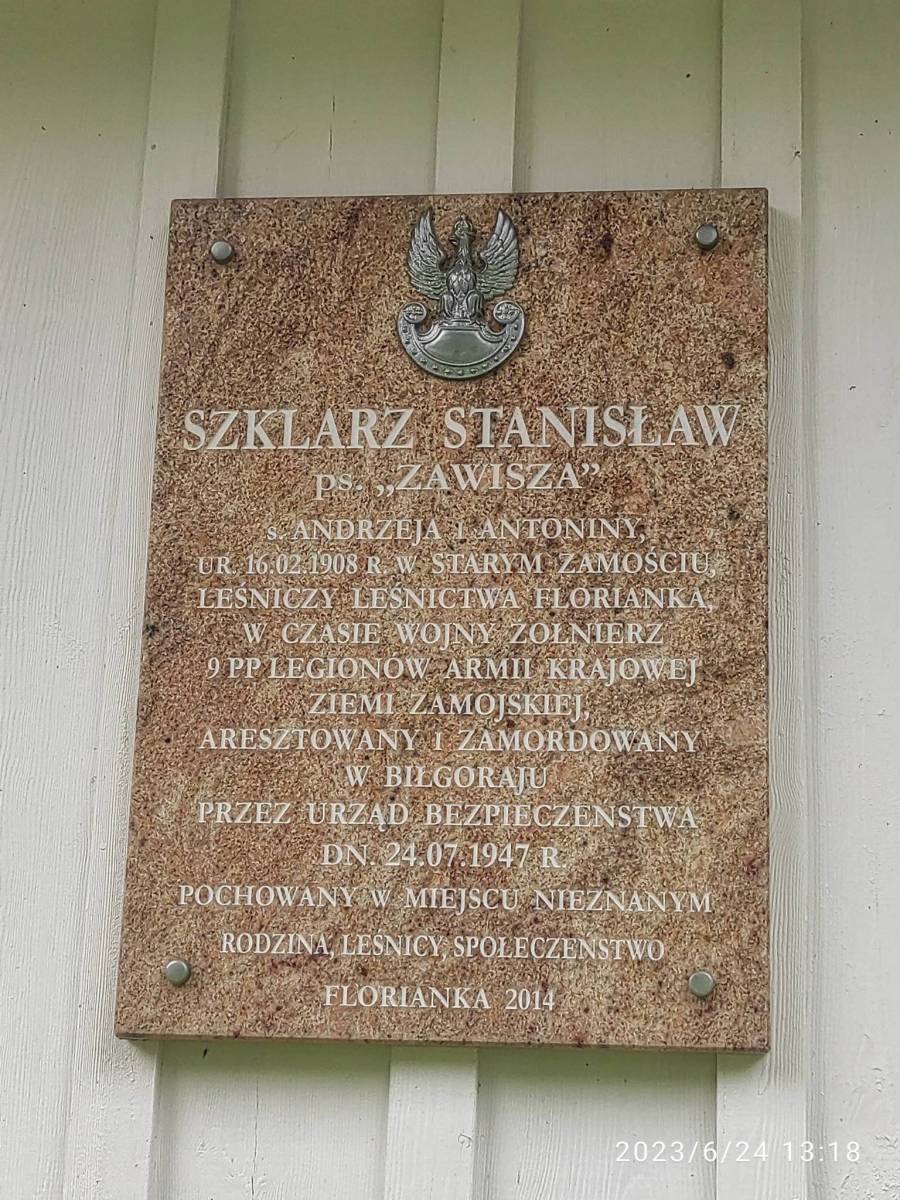 SZKLARZ STANISŁAW
ps. „ZAWISZA”
s. ANDRZEJA I ANTONINY,
UR. 16.02.1908 R. W STARYM ZAMOŚCIU,
LEŚNICZY LEŚNICTWA FLORIANKA,
W CZASIE WOJNY ŻOŁNIERZ
9 PP LEGIONÓW ARMII KRAJOWEJ
ZIEMI ZAMOJSKIEJ,
ARESZTOWANY I ZAMORDOWANY
W BIŁGORAJU
PRZEZ URZĄD BEZPIECZEŃSTWA
DN. 24.07.1947 R.
POCHOWANY W MIEJSCU NIEZNANYM
RODZINA, LEŚNICY, SPOŁECZEŃSTWO
FLORIANKA 2014
2023/6/24 13:18